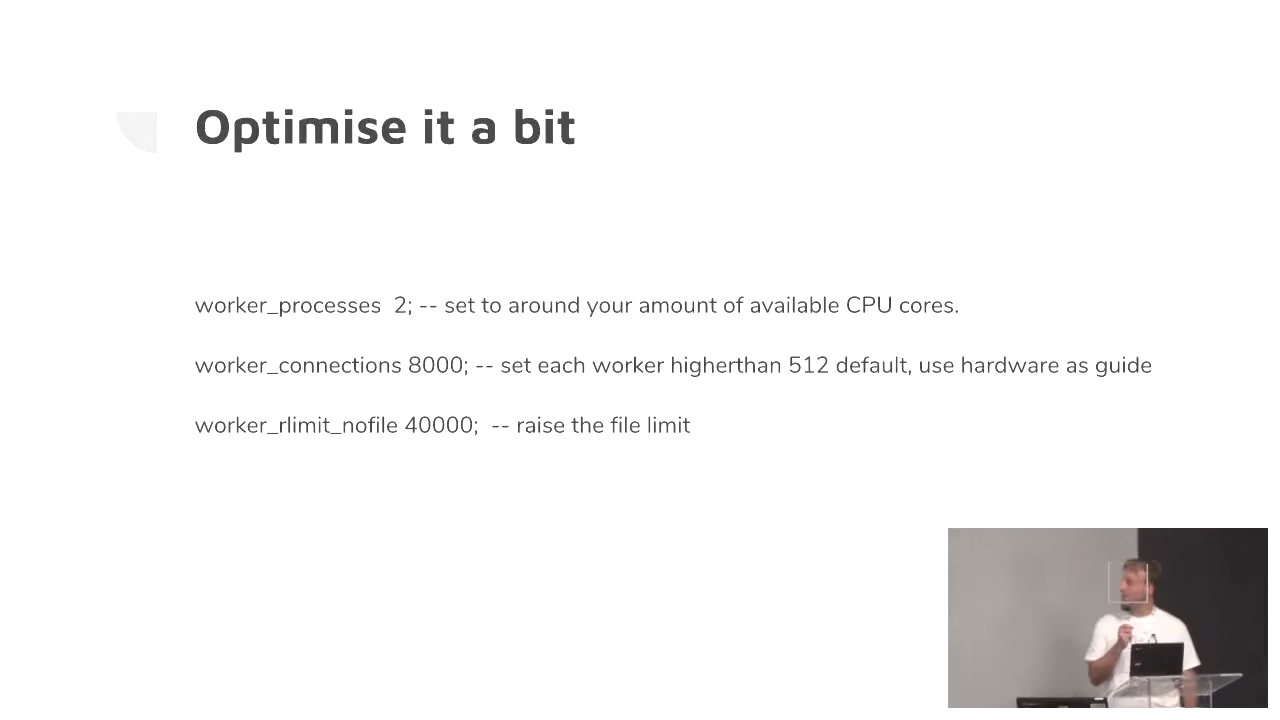 Optimise it a bit
worker_processes  2; -- set to around your amount of available CPU cores.
worker_connections 8000; -- set each worker higherthan 512 default, use hardware as guide
worker_rlimit_nofile 40000;  -- raise the file limit